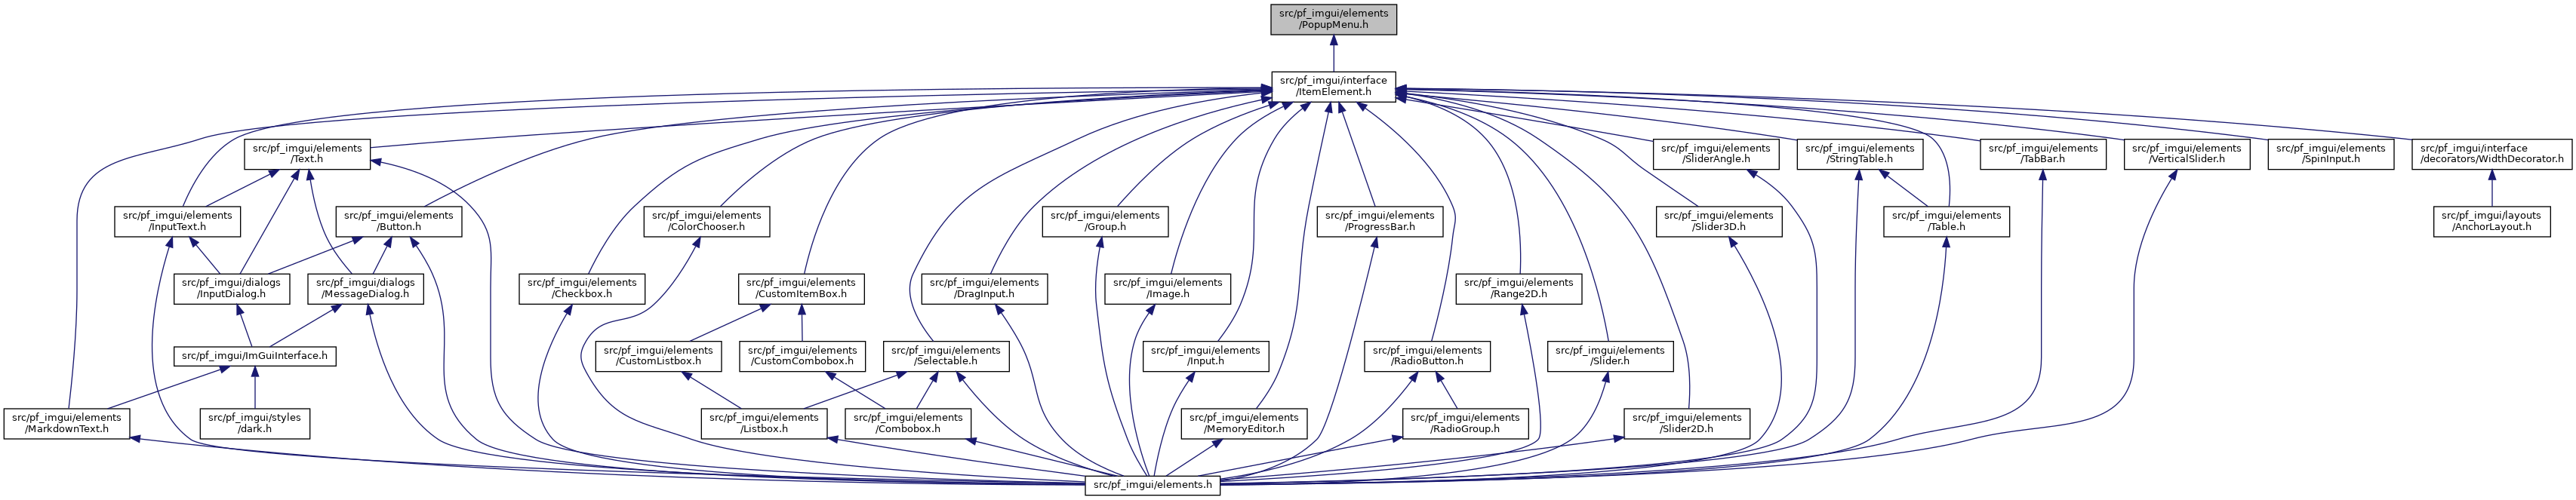 src/pf_imgui/elements
/PopupMenu.h
src/pf_imgui/interface
/ItemElement.h
src/pf_imgui/elements
/Text.h
src/pf_imgui/elements
/SliderAngle.h
src/pf_imgui/elements
/StringTable.h
src/pf_imgui/elements
/TabBar.h
src/pf_imgui/elements
/VerticalSlider.h
src/pf_imgui/elements
/SpinInput.h
src/pf_imgui/interface
/decorators/WidthDecorator.h
src/pf_imgui/elements
/InputText.h
src/pf_imgui/elements
/Button.h
src/pf_imgui/elements
/ColorChooser.h
src/pf_imgui/elements
/Group.h
src/pf_imgui/elements
/ProgressBar.h
src/pf_imgui/elements
/Slider3D.h
src/pf_imgui/elements
/Table.h
src/pf_imgui/layouts
/AnchorLayout.h
src/pf_imgui/dialogs
/InputDialog.h
src/pf_imgui/dialogs
/MessageDialog.h
src/pf_imgui/elements
/Checkbox.h
src/pf_imgui/elements
/CustomItemBox.h
src/pf_imgui/elements
/DragInput.h
src/pf_imgui/elements
/Image.h
src/pf_imgui/elements
/Range2D.h
src/pf_imgui/ImGuiInterface.h
src/pf_imgui/elements
/CustomListbox.h
src/pf_imgui/elements
/CustomCombobox.h
src/pf_imgui/elements
/Selectable.h
src/pf_imgui/elements
/Input.h
src/pf_imgui/elements
/RadioButton.h
src/pf_imgui/elements
/Slider.h
src/pf_imgui/elements
/MarkdownText.h
src/pf_imgui/styles
/dark.h
src/pf_imgui/elements
/Listbox.h
src/pf_imgui/elements
/Combobox.h
src/pf_imgui/elements
/MemoryEditor.h
src/pf_imgui/elements
/RadioGroup.h
src/pf_imgui/elements
/Slider2D.h
src/pf_imgui/elements.h